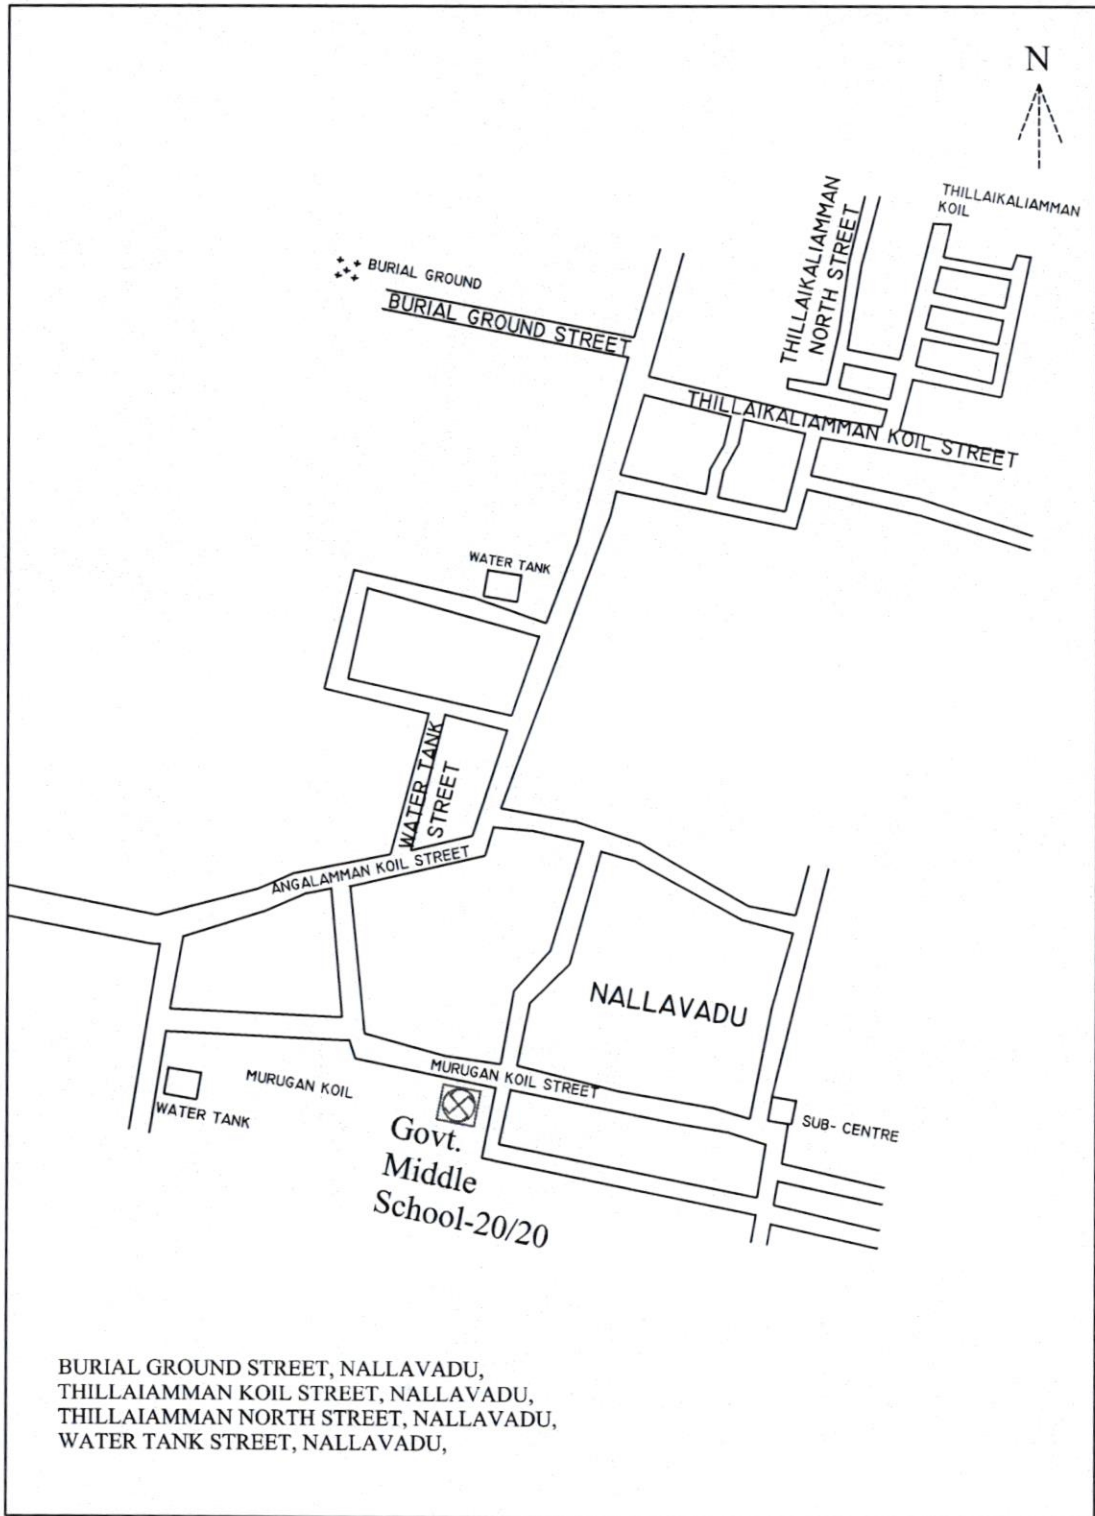 N
THILLAIKALIAMMAN
KOIL
THILLAIKALIAMMAN
NORTH STREET
BURIAL GROUND
BURIAL GROUND STREET
THILLAIKALIAMMAN KOIL STREET
WATER TANK
WATER TANK
STREET
ANGALAMMAN KOIL STREET
NALLAVADU
MURUGAN KOIL STREET
MURUGAN KOIL
WATER TANK
SUB- CENTRE
Govt.
Middle
School-20/20
BURIAL GROUND STREET, NALLAVADU,
THILLAIAMMAN KOIL STREET, NALLAVADU,
THILLAIAMMAN NORTH STREET, NALLAVADU,
WATER TANK STREET, NALLAVADU,